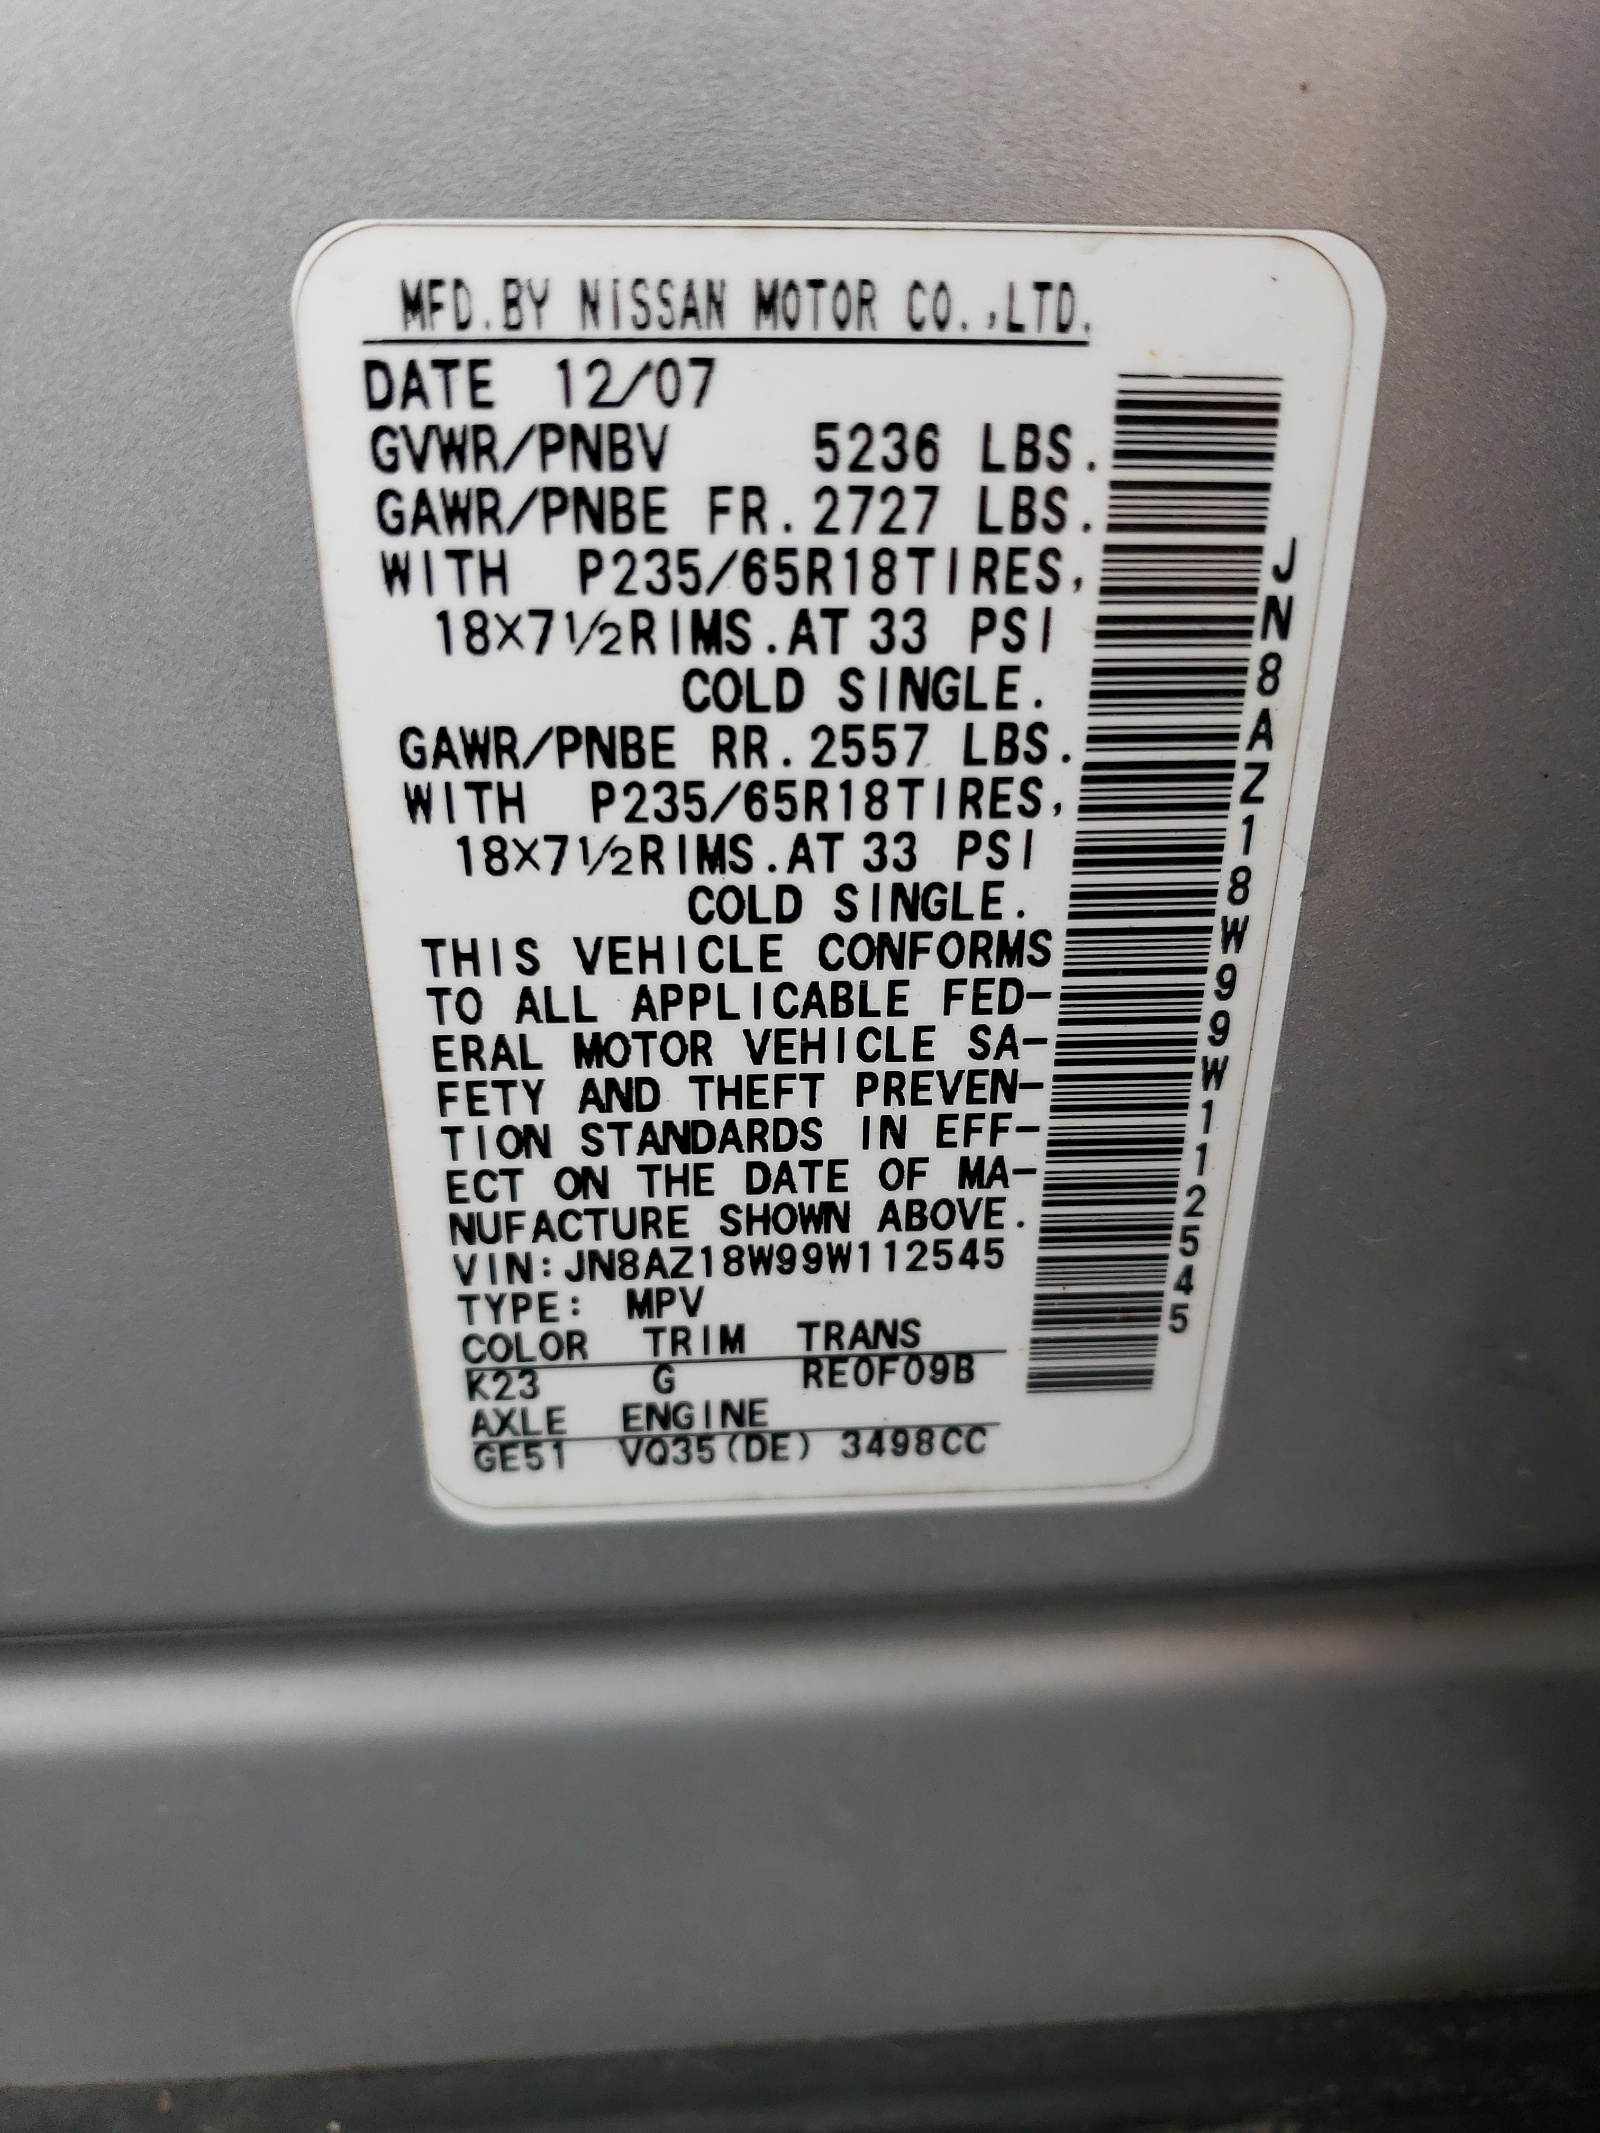 MFD.BY NISSAN MOTOR CO.,LTD.
DATE 12/07
GVWR/PNBV 5236 LBS.
GAWR/PNBE FR.2727 LBS.
WITH P235/65R18TIRES,
18X7 1/2RIMS.AT 33 PSI
COLD SINGLE.
GAWR/PNBE RR.2557 LBS.
WITH P235/65R18TIRES,
18X7 1/2RIMS.AT 33 PSI
COLD SINGLE.
THIS VEHICLE CONFORMS
TO ALL APPLICABLE FED-
ERAL MOTOR VEHICLE SA-
FETY AND THEFT PREVEN-
TION STANDARDS IN EFF-
ECT ON THE DATE OF MA-
NUFACTURE SHOWN ABOVE.
VIN:JN8AZ18W99W112545
TYPE: MPV
COLOR TRIM TRANS
K23 G RE0F09B
AXLE ENGINE
GE51 VQ35(DE) 3498CC
JN8AZ18W99W112545